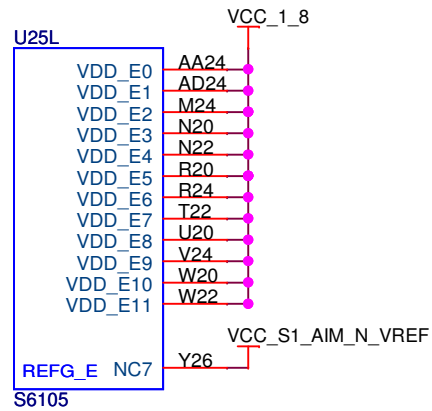 VCC_1_8
U25L
VDD_E0 AA24
VDD_E1 AD24
VDD_E2 M24
VDD_E3 N20
VDD_E4 N22
VDD_E5 R20
VDD_E6 R24
VDD_E7 T22
VDD_E8 U20
VDD_E9 V24
VDD_E10 W20
VDD_E11 W22
VCC_S1_AIM_N_VREF
REFG_E NC7 Y26
S6105